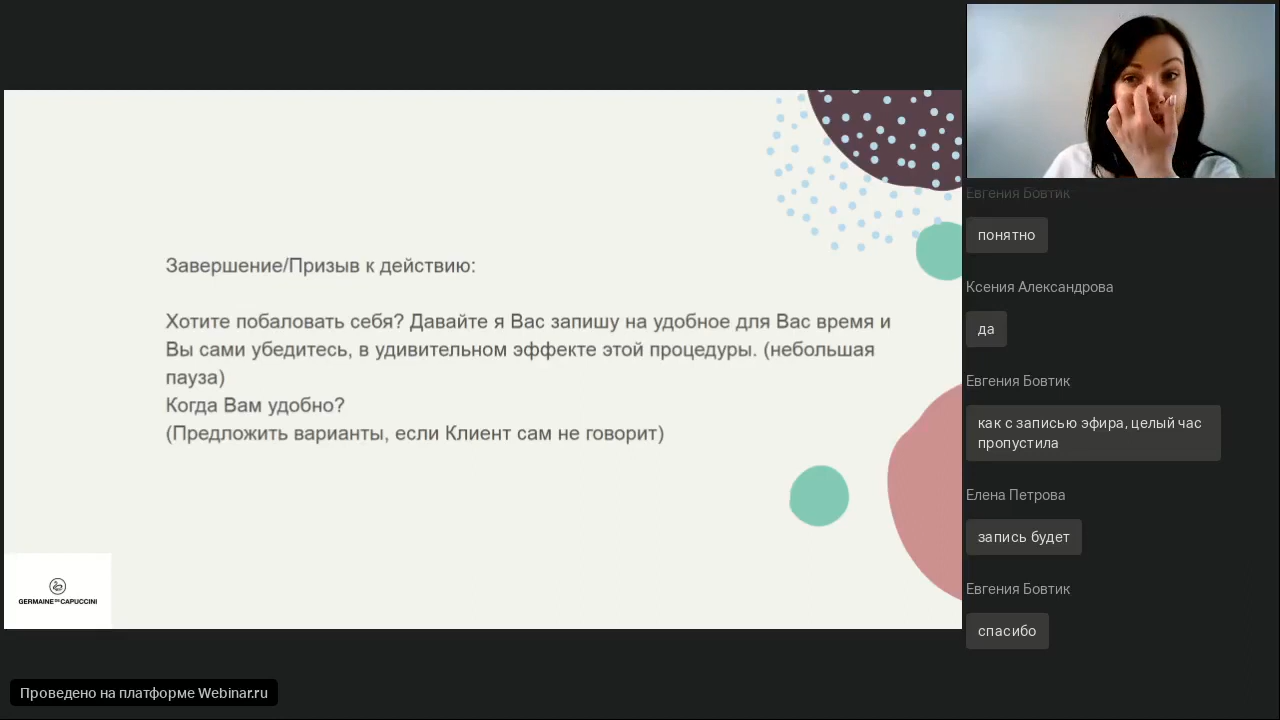 Завершение/Призыв к действию:
Хотите побаловать себя? Давайте я Вас запишу на удобное для Вас время и
Вы сами убедитесь, в удивительном эффекте этой процедуры. (небольшая
пауза)
Когда Вам удобно?
(Предложить варианты, если Клиент сам не говорит)
GERMAINE DE CAPUCCINI
Проведено на платформе Webinar.ru
Евгения Бовтик
понятно
Ксения Александрова
да
Евгения Бовтик
как с записью эфира, целый час
пропустила
Елена Петрова
запись будет
Евгения Бовтик
спасибо